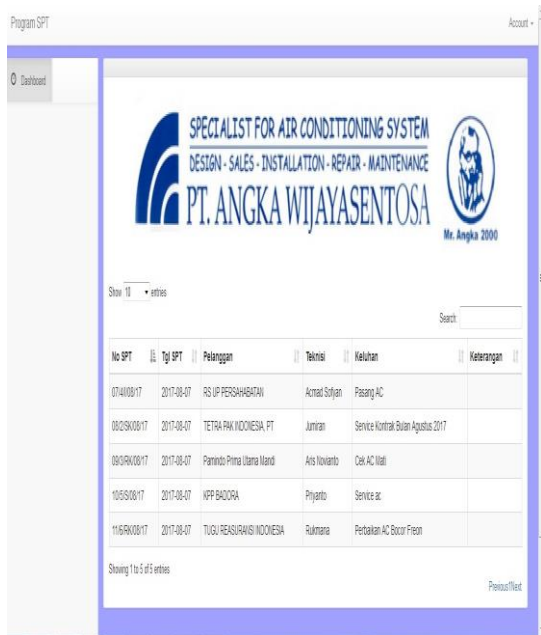 Program SPT Account
Dashboard
SPECIALIST FOR AIR CONDITIONING SYSTEM
DESIGN - SALES - INSTALLATION - REPAIR - MAINTENANCE
PT. ANGKA WIJAYASENTOSA
Mr. Angka 2000
Show 10 entries
Search:
No SPT Tgl SPT Pelanggan Teknisi Keluhan Keterangan
07/4/I/08/17 2017-08-07 RS UP PERSAHABATAN Acmad Sofyan Pasang AC
08/2/SK/08/17 2017-08-07 TETRA PAK INDONESIA, PT Jumiran Service Kontrak Bulan Agustus 2017
09/3/RK/08/17 2017-08-07 Pamindo Prima Utama Mandi Aris Novianto Cek AC Mati
10/5/S/08/17 2017-08-07 KPP BADORA Priyanto Service ac
11/6/RK/08/17 2017-08-07 TUGU REASURANSI INDONESIA Rukmana Perbaikan AC Bocor Freon
Showing 1 to 5 of 5 entries
Previous1Next